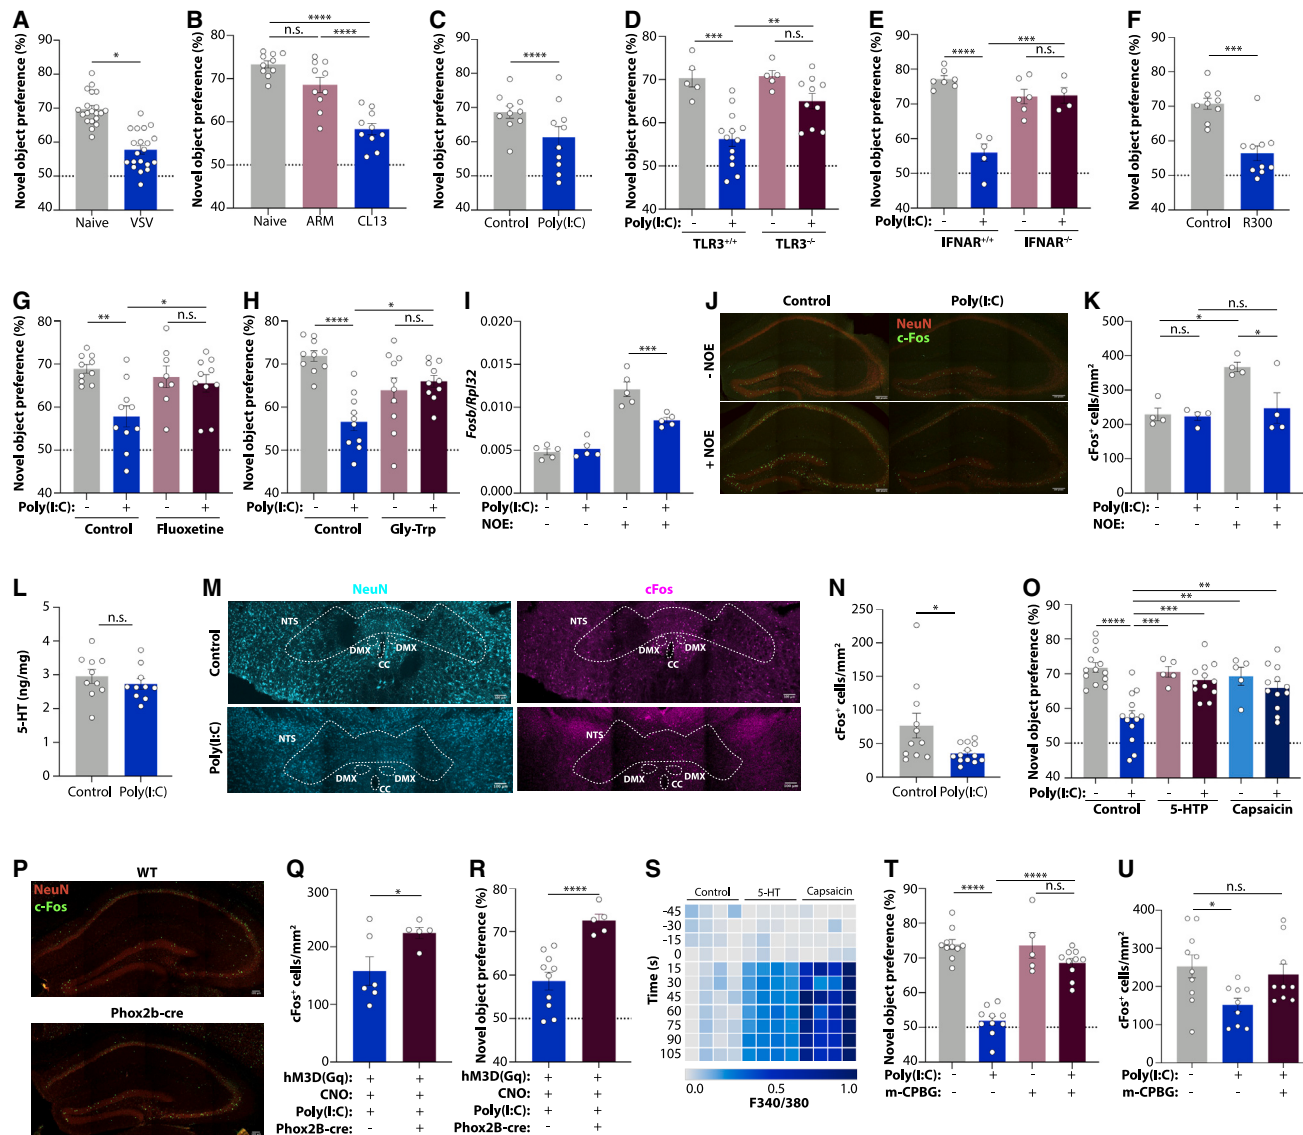 A
Novel object preference (%)
90
80
70
60
50
40
*
Naive VSV
B
Novel object preference (%)
90
80
70
60
50
40
****
n.s. ****
Naive ARM CL13
C
Novel object preference (%)
90
80
70
60
50
40
****
Control Poly(I:C)
D
Novel object preference (%)
80
70
60
50
40
**
*** n.s.
Poly(I:C): - + - +
TLR3+/+ TLR3-/-
E
Novel object preference (%)
90
80
70
60
50
40
***
**** n.s.
Poly(I:C): - + - +
IFNAR+/+ IFNAR-/-
F
Novel object preference (%)
90
80
70
60
50
40
***
Control R300
G
Novel object preference (%)
80
70
60
50
40
*
** n.s.
Poly(I:C): - + - +
Control Fluoxetine
H
Novel object preference (%)
80
70
60
50
40
*
**** n.s.
- + - +
Control Gly-Trp
I
Fosb/Rpl32
0.020
0.015
0.010
0.005
0.000
***
Poly(I:C): - + - +
NOE: - - + +
J
Control Poly(I:C)
NeuN
c-Fos
- NOE
+ NOE
K
cFos+ cells/mm2
500
400
300
200
100
0
n.s.
*
n.s. *
Poly(I:C): - + - +
NOE: - - + +
L
5-HT (ng/mg)
5
4
3
2
1
0
n.s.
Control Poly(I:C)
M
NeuN cFos
Control
NTS DMX DMX CC
DMX DMX CC
Poly(I:C)
NTS DMX DMX CC
NTS DMX DMX CC
N
cFos+ cells/mm2
250
200
150
100
50
0
*
Control Poly(I:C)
O
Novel object preference (%)
90
80
70
60
50
40
**
**
***
**** ***
Poly(I:C): - + - + - +
Control 5-HTP Capsaicin
P
WT
NeuN
c-Fos
Phox2b-cre
Q
cFos+ cells/mm2
300
200
100
0
*
hM3D(Gq): + +
CNO: + +
Poly(I:C): + +
Phox2B-cre: - +
R
Novel object preference (%)
80
70
60
50
40
****
hM3D(Gq): + +
CNO: + +
Poly(I:C): + +
Phox2B-cre: - +
S
Control 5-HT Capsaicin
Time (s)
-45
-30
-15
0
15
30
45
60
75
90
105
0.0 0.5 1.0
F340/380
T
Novel object preference (%)
90
80
70
60
50
40
****
**** n.s.
Poly(I:C): - + - +
m-CPBG: - - + +
U
cFos+ cells/mm2
400
300
200
100
0
n.s.
*
Poly(I:C): - + +
m-CPBG: - - +